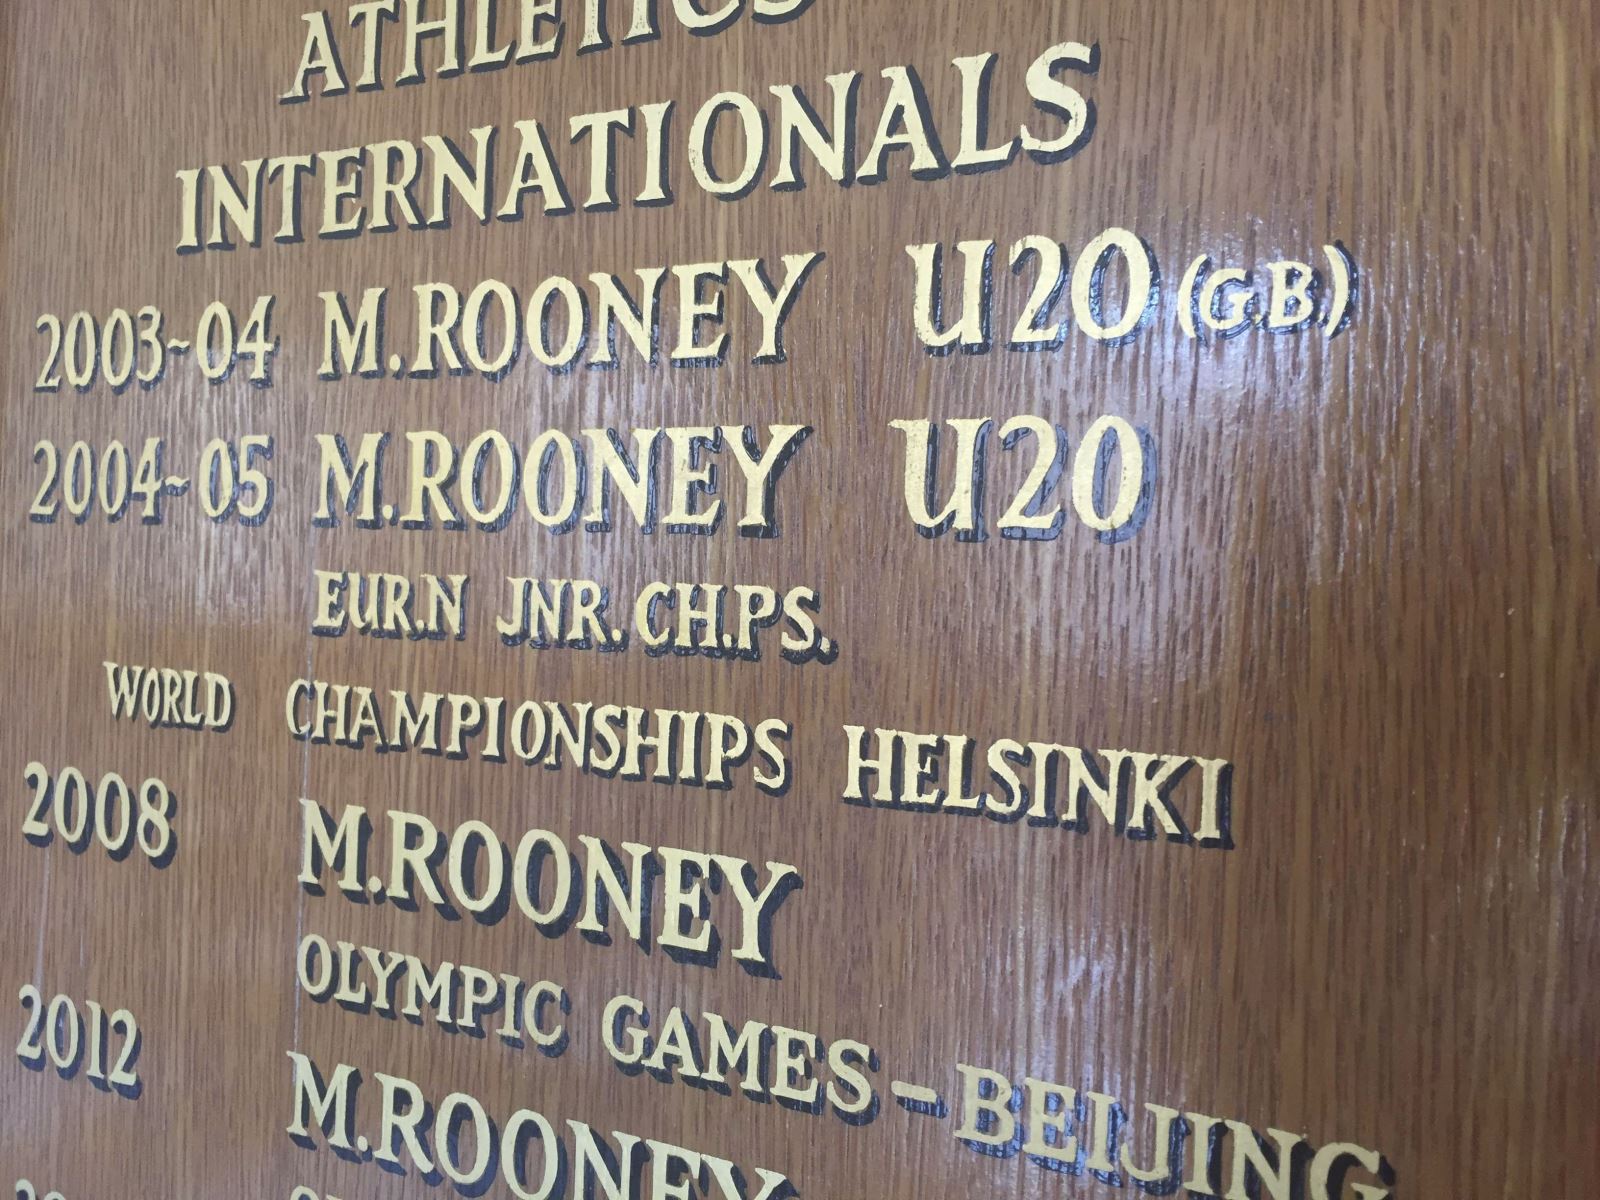 ATHLETICS
INTERNATIONALS
2003~04 M.ROONEY U20 (G.B.)
2004~05 M.ROONEY U20
EUR.N JNR. CH.PS.
WORLD CHAMPIONSHIPS HELSINKI
2008 M.ROONEY
OLYMPIC GAMES – BEIJING
2012 M.ROONEY